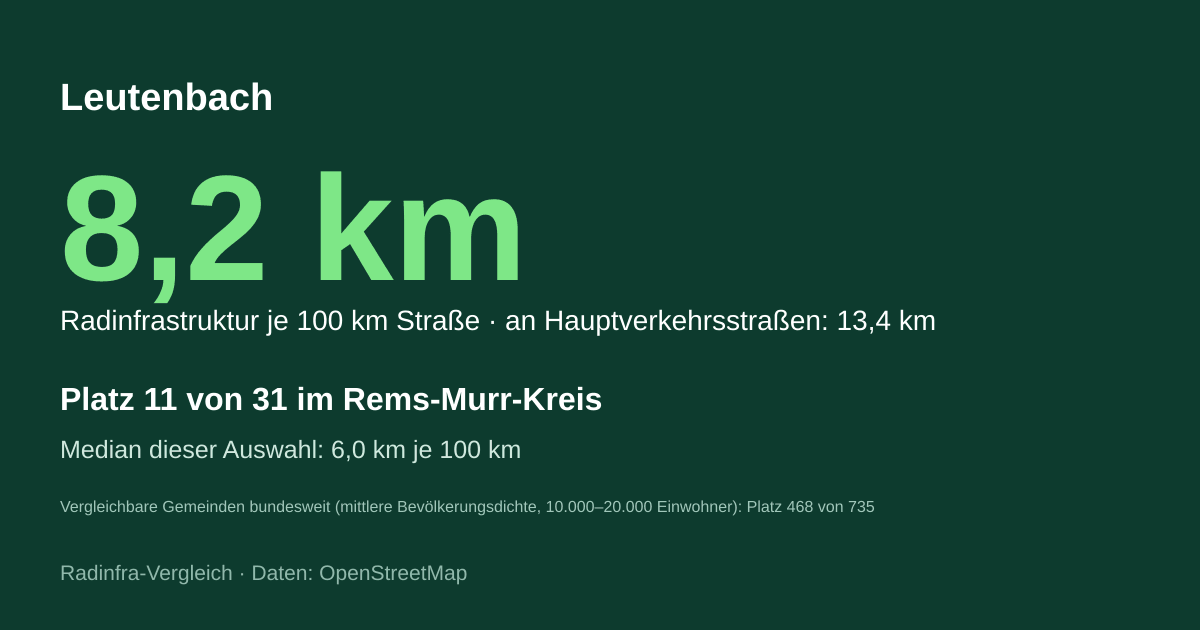 Leutenbach
8,2 km
Radinfrastruktur je 100 km Straße · an Hauptverkehrsstraßen: 13,4 km
Platz 11 von 31 im Rems-Murr-Kreis
Median dieser Auswahl: 6,0 km je 100 km
Vergleichbare Gemeinden bundesweit (mittlere Bevölkerungsdichte, 10.000–20.000 Einwohner): Platz 468 von 735
Radinfra-Vergleich · Daten: OpenStreetMap